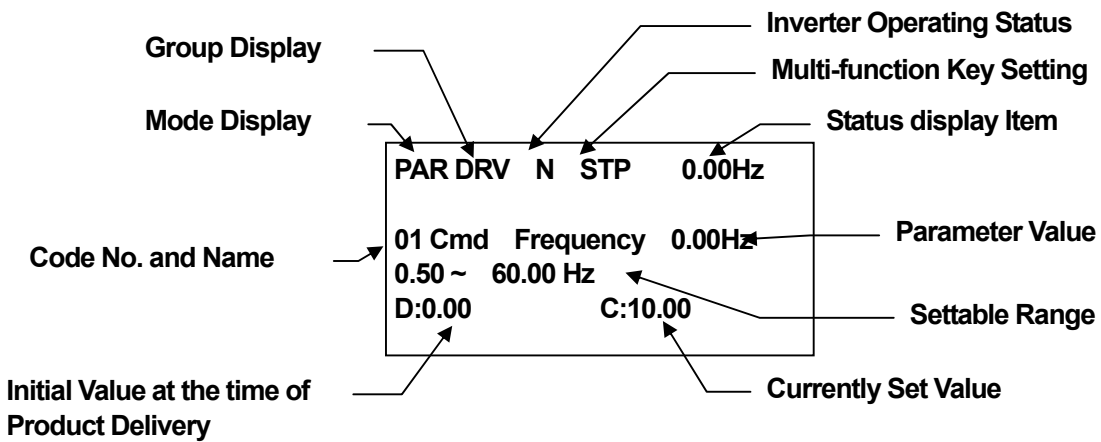 Inverter Operating Status
Group Display
Multi-function Key Setting
Mode Display
Status display Item
PAR DRV N STP 0.00Hz
01 Cmd Frequency 0.00Hz
Parameter Value
Code No. and Name
0.50 ~ 60.00 Hz
D:0.00 C:10.00
Settable Range
Initial Value at the time of
Product Delivery
Currently Set Value